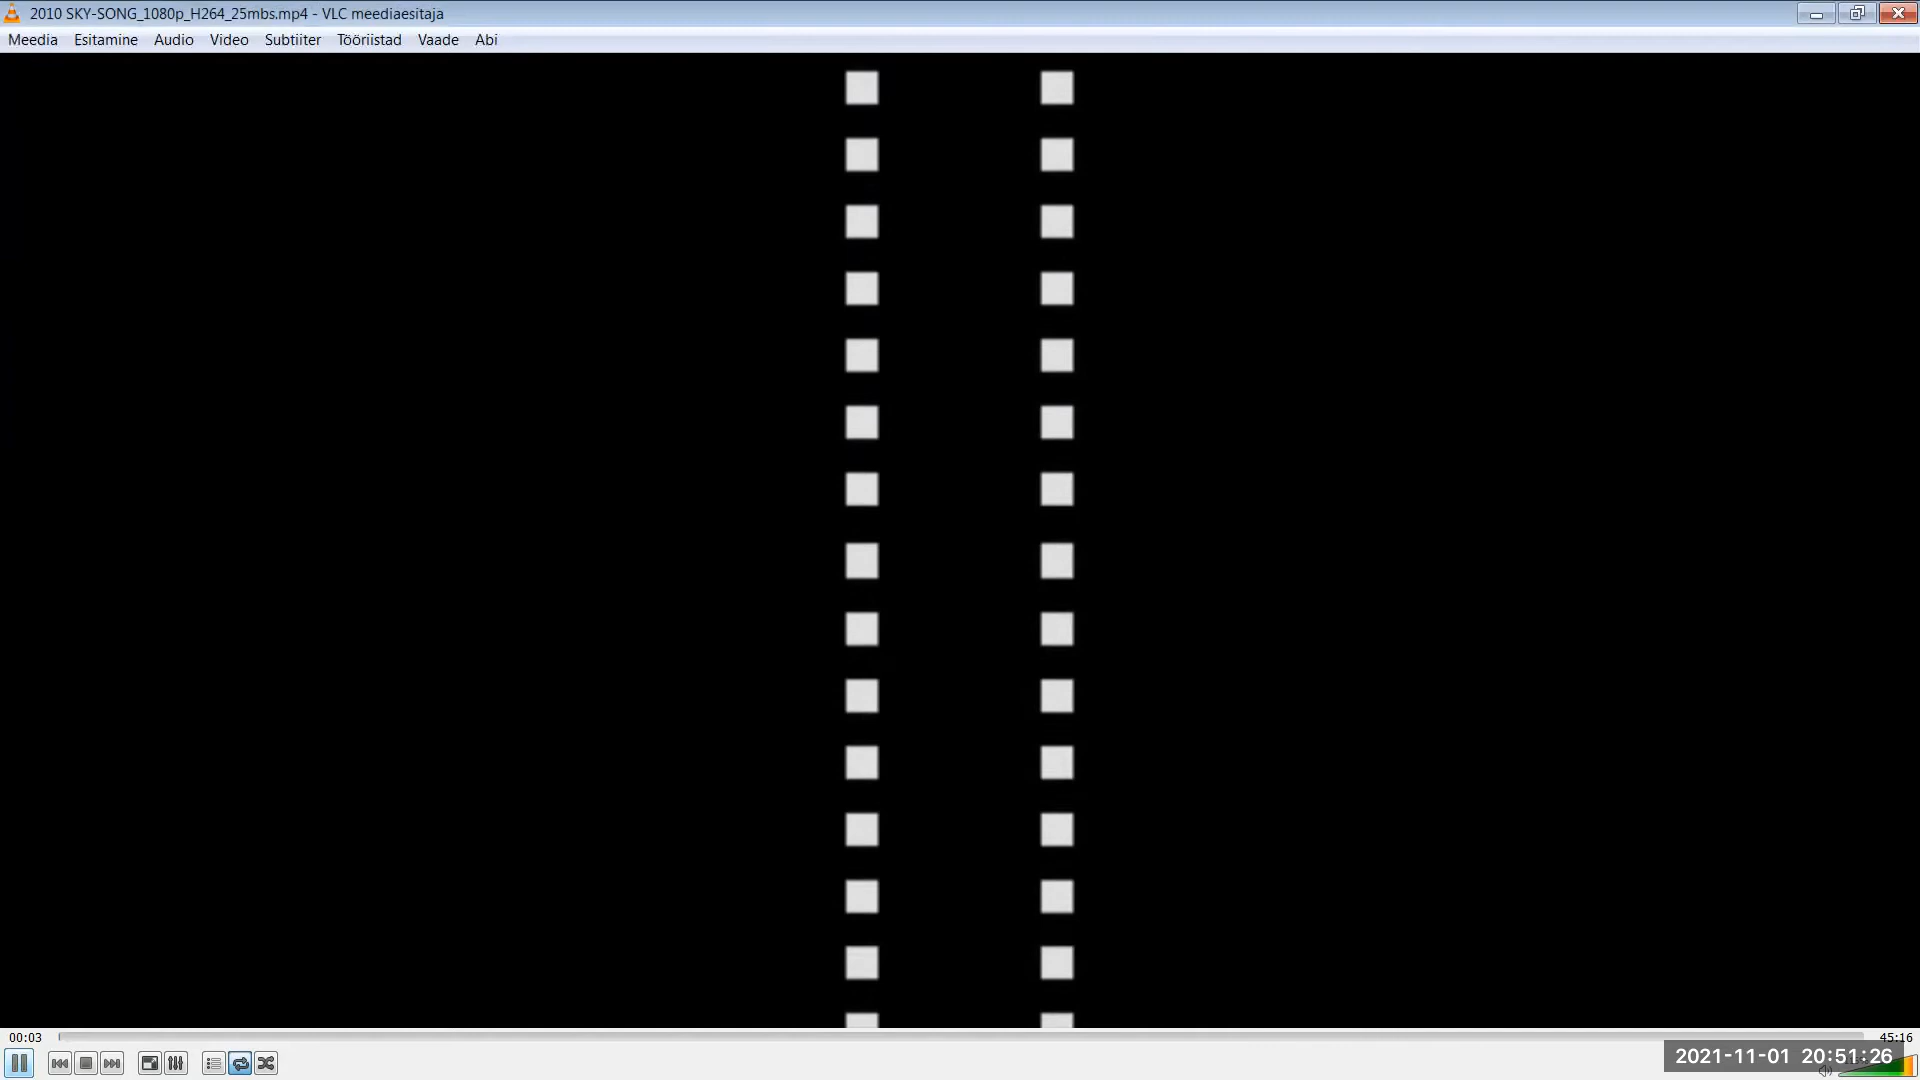 2010 SKY-SONG_1080p_H264_25mbs.mp4 - VLC meediaesitaja
Meedia Esitamine Audio Video Subtiiter Tööriistad Vaade Abi
00:03 45:16
2021-11-01 20:51:26